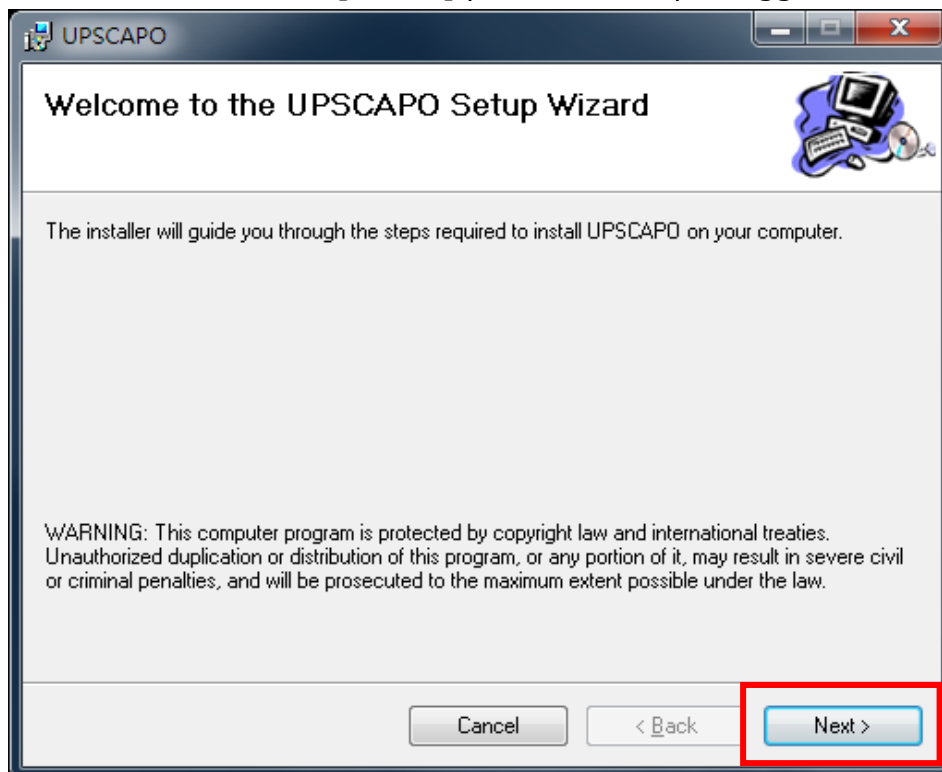 UPSCAPO
Welcome to the UPSCAPO Setup Wizard
The installer will guide you through the steps required to install UPSCAPO on your computer.
WARNING: This computer program is protected by copyright law and international treaties.
Unauthorized duplication or distribution of this program, or any portion of it, may result in severe civil
or criminal penalties, and will be prosecuted to the maximum extent possible under the law.
Cancel < Back Next >